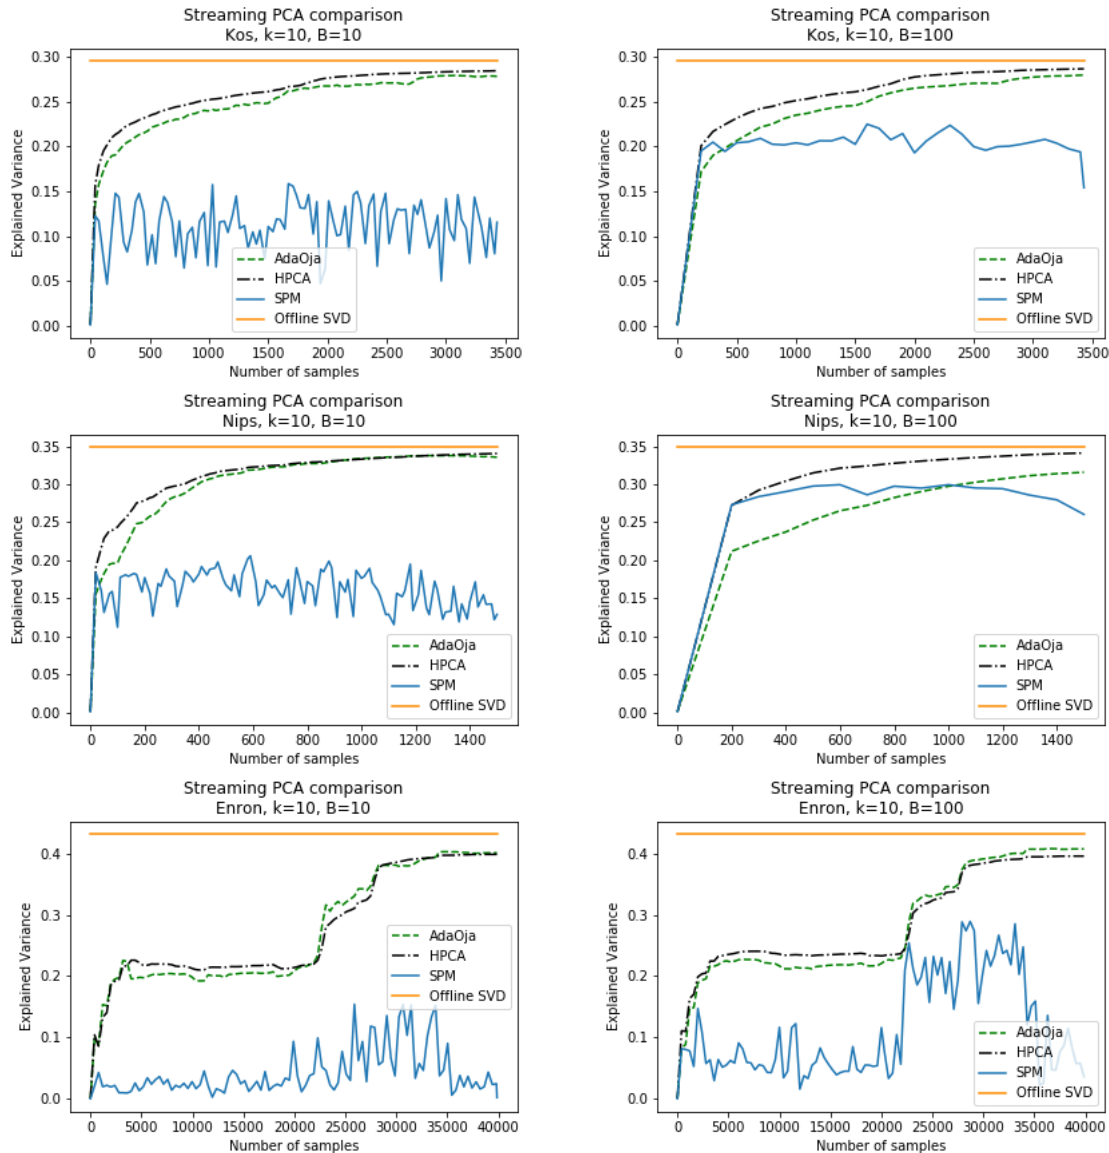 Streaming PCA comparison
Kos, k=10, B=10
0.30
0.25
0.20
0.15
0.10
0.05
0.00
Explained Variance
AdaOja
HPCA
SPM
Offline SVD
0 500 1000 1500 2000 2500 3000 3500
Number of samples
Streaming PCA comparison
Kos, k=10, B=100
0.30
0.25
0.20
0.15
0.10
0.05
0.00
Explained Variance
AdaOja
HPCA
SPM
Offline SVD
0 500 1000 1500 2000 2500 3000 3500
Number of samples
Streaming PCA comparison
Nips, k=10, B=10
0.35
0.30
0.25
0.20
0.15
0.10
0.05
0.00
Explained Variance
AdaOja
HPCA
SPM
Offline SVD
0 200 400 600 800 1000 1200 1400
Number of samples
Streaming PCA comparison
Nips, k=10, B=100
0.35
0.30
0.25
0.20
0.15
0.10
0.05
0.00
Explained Variance
AdaOja
HPCA
SPM
Offline SVD
0 200 400 600 800 1000 1200 1400
Number of samples
Streaming PCA comparison
Enron, k=10, B=10
0.4
0.3
0.2
0.1
0.0
Explained Variance
AdaOja
HPCA
SPM
Offline SVD
0 5000 10000 15000 20000 25000 30000 35000 40000
Number of samples
Streaming PCA comparison
Enron, k=10, B=100
0.4
0.3
0.2
0.1
0.0
Explained Variance
AdaOja
HPCA
SPM
Offline SVD
0 5000 10000 15000 20000 25000 30000 35000 40000
Number of samples